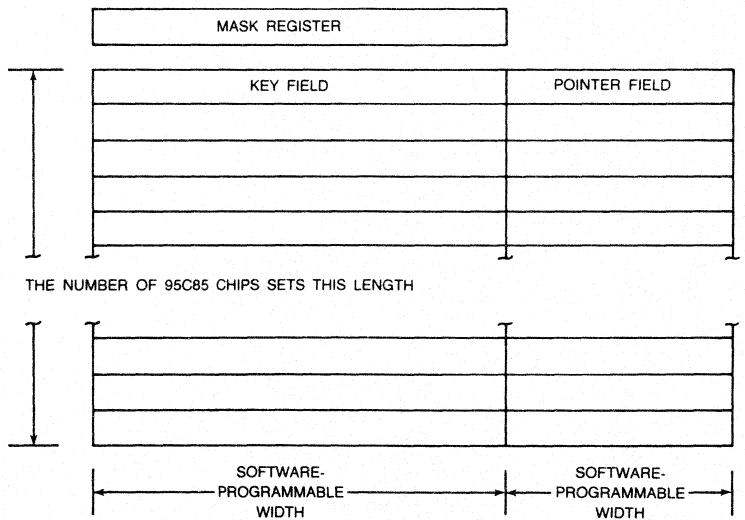 MASK REGISTER
KEY FIELD
POINTER FIELD
THE NUMBER OF 95C85 CHIPS SETS THIS LENGTH
SOFTWARE-
PROGRAMMABLE
WIDTH
SOFTWARE-
PROGRAMMABLE
WIDTH